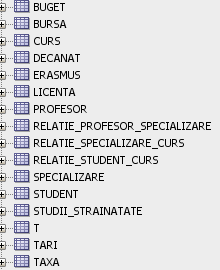 BUGET
BURSA
CURS
DECANAT
ERASMUS
LICENTA
PROFESOR
RELATIE_PROFESOR_SPECIALIZARE
RELATIE_SPECIALIZARE_CURS
RELATIE_STUDENT_CURS
SPECIALIZARE
STUDENT
STUDII_STRAINATATE
T
TARI
TAXA